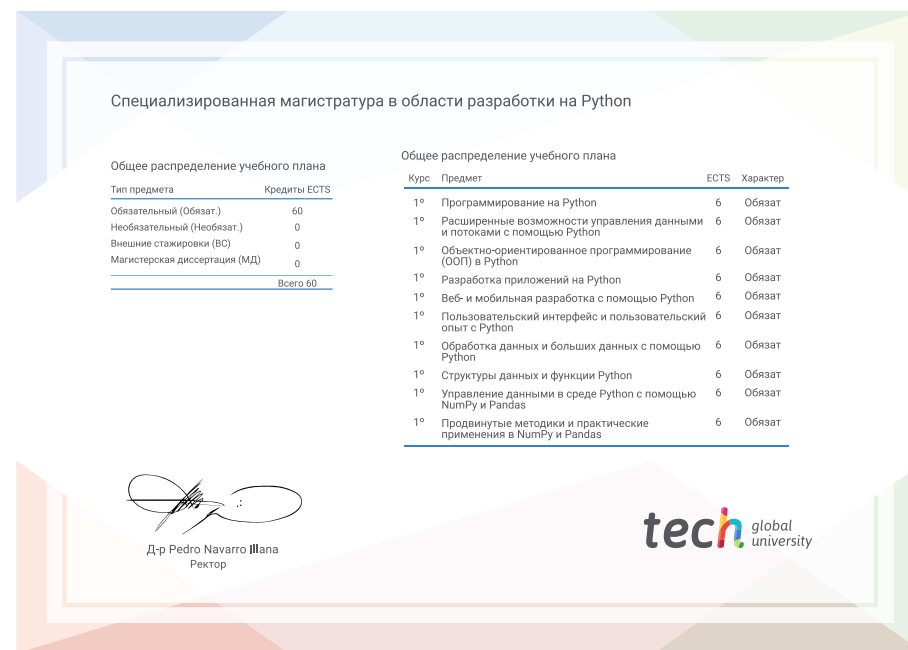 Специализированная магистратура в области разработки на Python
Общее распределение учебного плана
Тип предмета Кредиты ECTS
Обязательный (Обязат.) 60
Необязательный (Необязат.) 0
Внешние стажировки (ВС) 0
Магистерская диссертация (МД) 0
Всего 60
Общее распределение учебного плана
Курс Предмет ECTS Характер
1º Программирование на Python 6 Обязат
1º Расширенные возможности управления данными 6 Обязат
и потоками с помощью Python
1º Объектно-ориентированное программирование 6 Обязат
(ООП) в Python
1º Разработка приложений на Python 6 Обязат
1º Веб- и мобильная разработка с помощью Python 6 Обязат
1º Пользовательский интерфейс и пользовательский 6 Обязат
опыт с Python
1º Обработка данных и больших данных с помощью 6 Обязат
Python
1º Структуры данных и функции Python 6 Обязат
1º Управление данными в среде Python с помощью 6 Обязат
NumPy и Pandas
1º Продвинутые методики и практические 6 Обязат
применения в NumPy и Pandas
Д-р Pedro Navarro Illana
Ректор
tech global
university